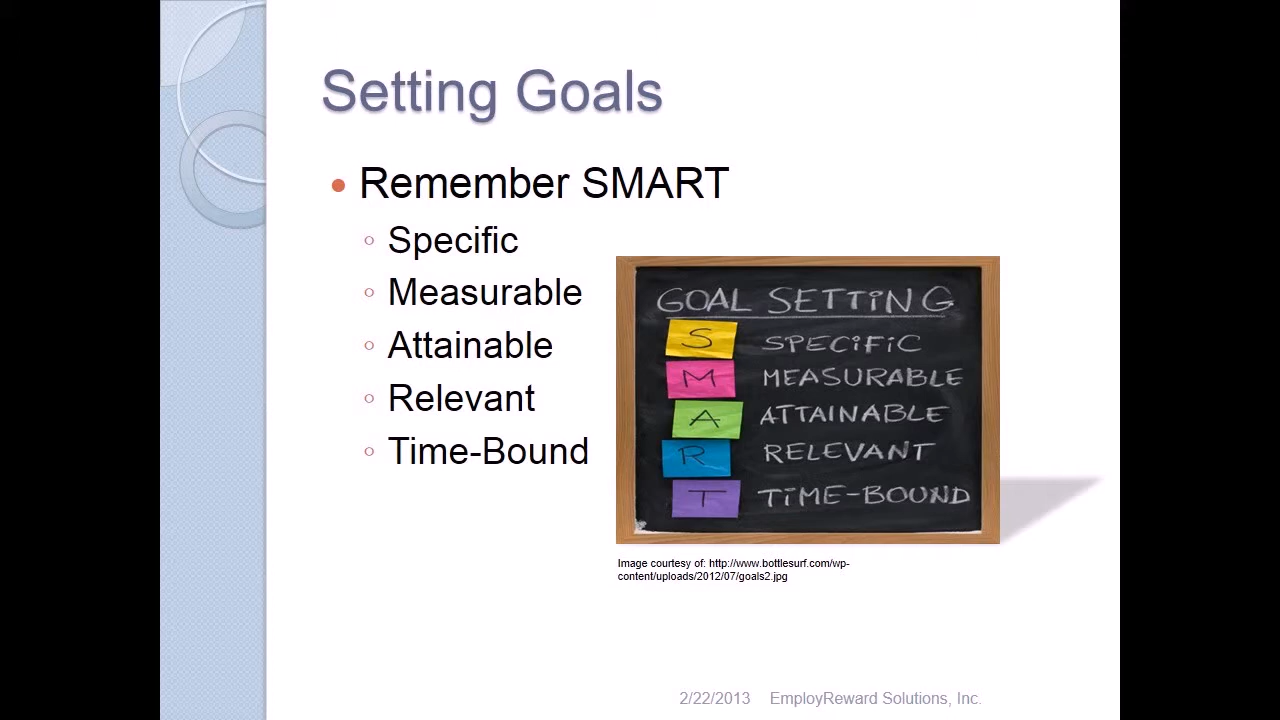 Setting Goals
Remember SMART
Specific
Measurable
Attainable
Relevant
Time-Bound
GOAL SETTING
S SPECIFIC
M MEASURABLE
A ATTAINABLE
R RELEVANT
T TIME-BOUND
Image courtesy of: http://www.bottlesurf.com/wp-
content/uploads/2012/07/goals2.jpg
2/22/2013 EmployReward Solutions, Inc.